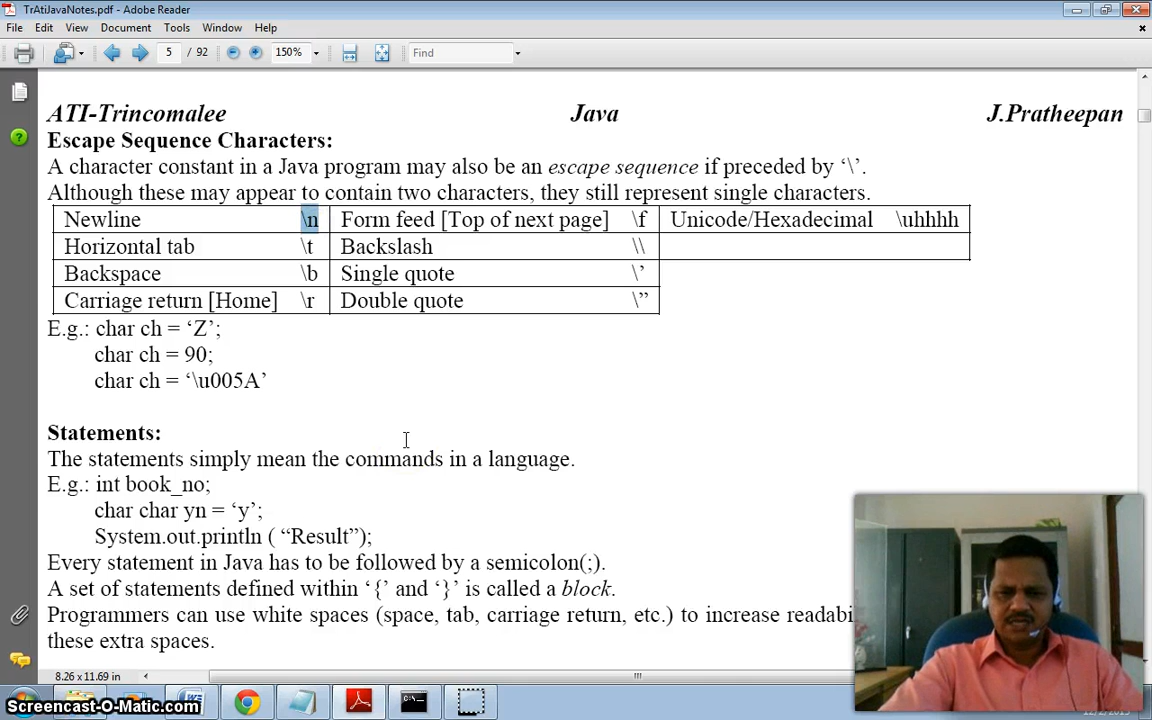 TrAtiJavaNotes.pdf - Adobe Reader
File Edit View Document Tools Window Help
5 / 92 150% Find
ATI-Trincomalee Java J.Pratheepan
Escape Sequence Characters:
A character constant in a Java program may also be an escape sequence if preceded by ‘\’.
Although these may appear to contain two characters, they still represent single characters.
Newline \n Form feed [Top of next page] \f Unicode/Hexadecimal \uhhhh
Horizontal tab \t Backslash \\
Backspace \b Single quote \’
Carriage return [Home] \r Double quote \”
E.g.: char ch = ‘Z’;
char ch = 90;
char ch = ‘\u005A’
Statements:
The statements simply mean the commands in a language.
E.g.: int book_no;
char char yn = ‘y’;
System.out.println ( “Result”);
Every statement in Java has to be followed by a semicolon(;).
A set of statements defined within ‘{’ and ‘}’ is called a block.
Programmers can use white spaces (space, tab, carriage return, etc.) to increase readabi
these extra spaces.
8.26 x 11.69 in
Screencast-O-Matic.com